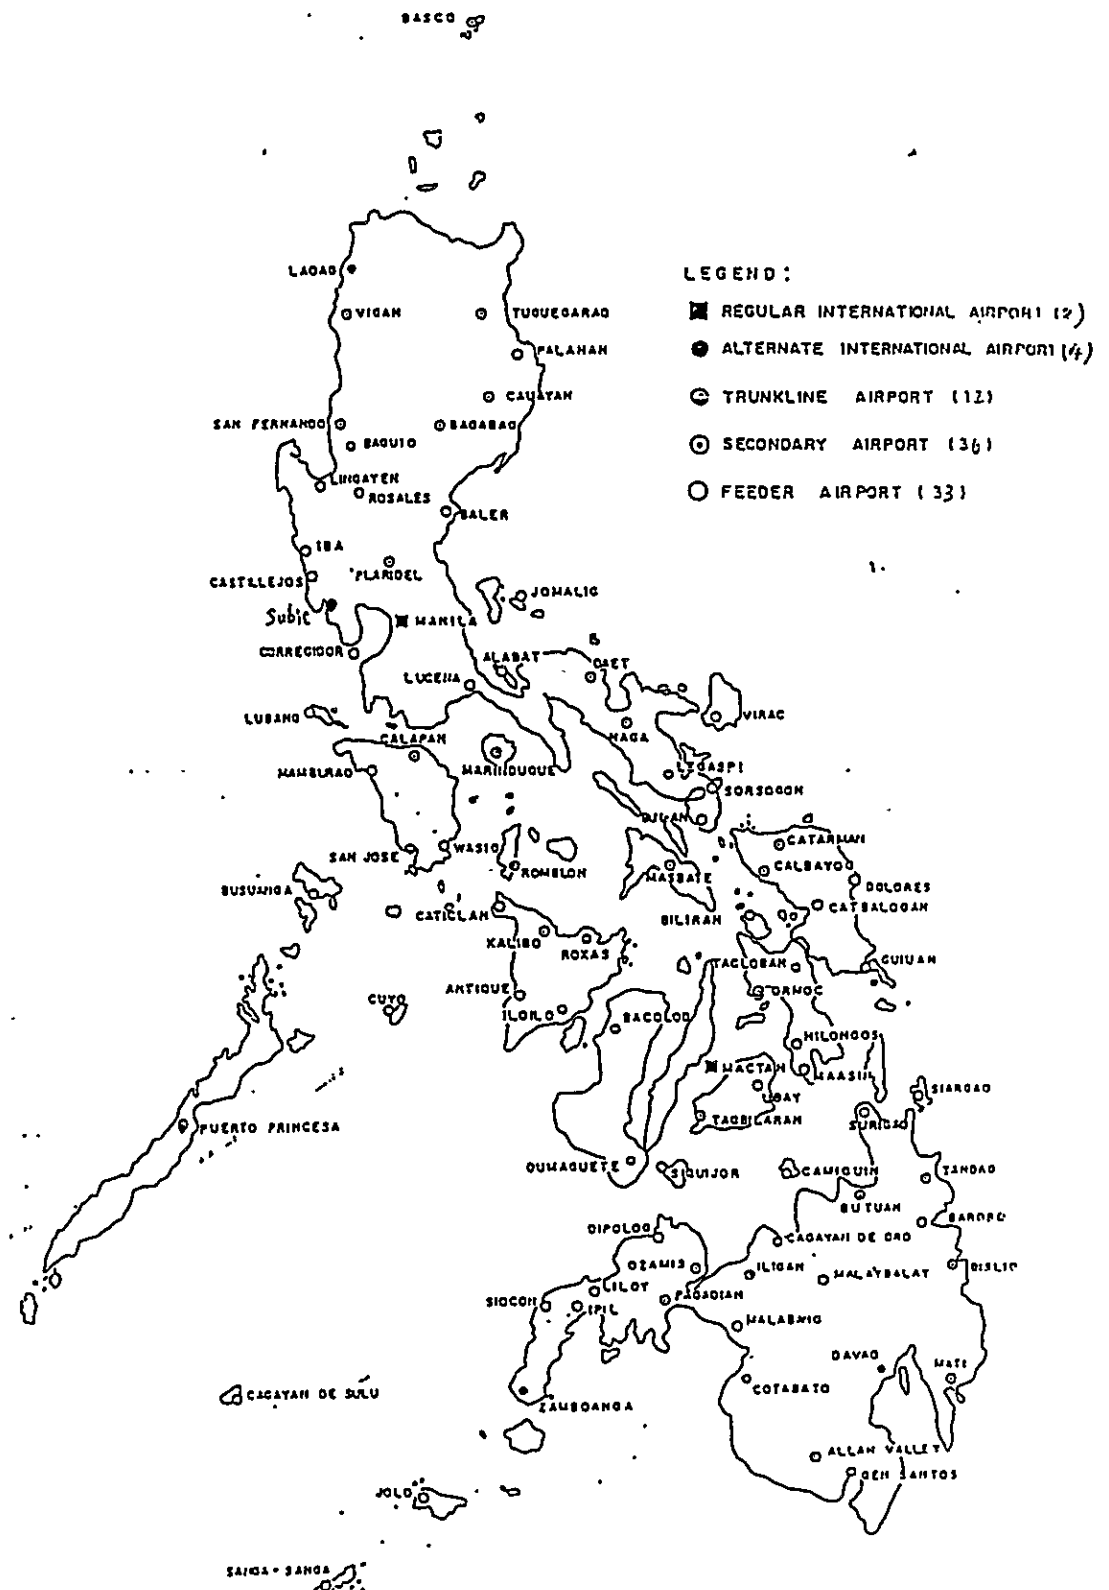 BASCO
LAOAG
VIGAN
TUGUEGARAO
PALANAN
CAUAYAN
SAN FERNANDO
BAGABAG
BAGUIO
LINGAYEN
ROSALES
BALER
IBA
CASTILLEJOS
PLARIDEL
Subic
JOMALIG
MANILA
CORREGIDOR
ALABAT
DAET
LUCENA
LUBANG
VIRAC
NAGA
CALAPAN
MARINDUQUE
LEGASPI
MAMBURAO
SORSOGON
BULAN
CATARMAN
SAN JOSE
WASIG
ROMBLON
MASBATE
CALBAYOG
BUSUANGA
DOLORES
CATICLAN
BILIRAN
CATBALOGAN
KALIBO
ROXAS
TACLOBAN
GUIUAN
ANTIQUE
ORMOC
CUYO
ILOILO
BACOLOD
HILONGOS
MACTAN
MAASIN
UBAY
SIARGAO
TAGBILARAN
SURIGAO
PUERTO PRINCESA
DUMAGUETE
SIQUIJOR
CAMIGUIN
TANDAG
BUTUAN
DIPOLOG
CAGAYAN DE ORO
OZAMIS
ILIGAN
MALAYBALAY
BISLIG
LILOY
SIOCON
IPIL
PAGADIAN
MALABANG
DAVAO
MATI
COTABATO
CAGAYAN DE SULU
ZAMBOANGA
ALLAH VALLEY
GEN SANTOS
JOLO
SANGA - SANGA
LEGEND:
REGULAR INTERNATIONAL AIRPORT (2)
ALTERNATE INTERNATIONAL AIRPORT (4)
TRUNKLINE AIRPORT (12)
SECONDARY AIRPORT (36)
FEEDER AIRPORT (33)